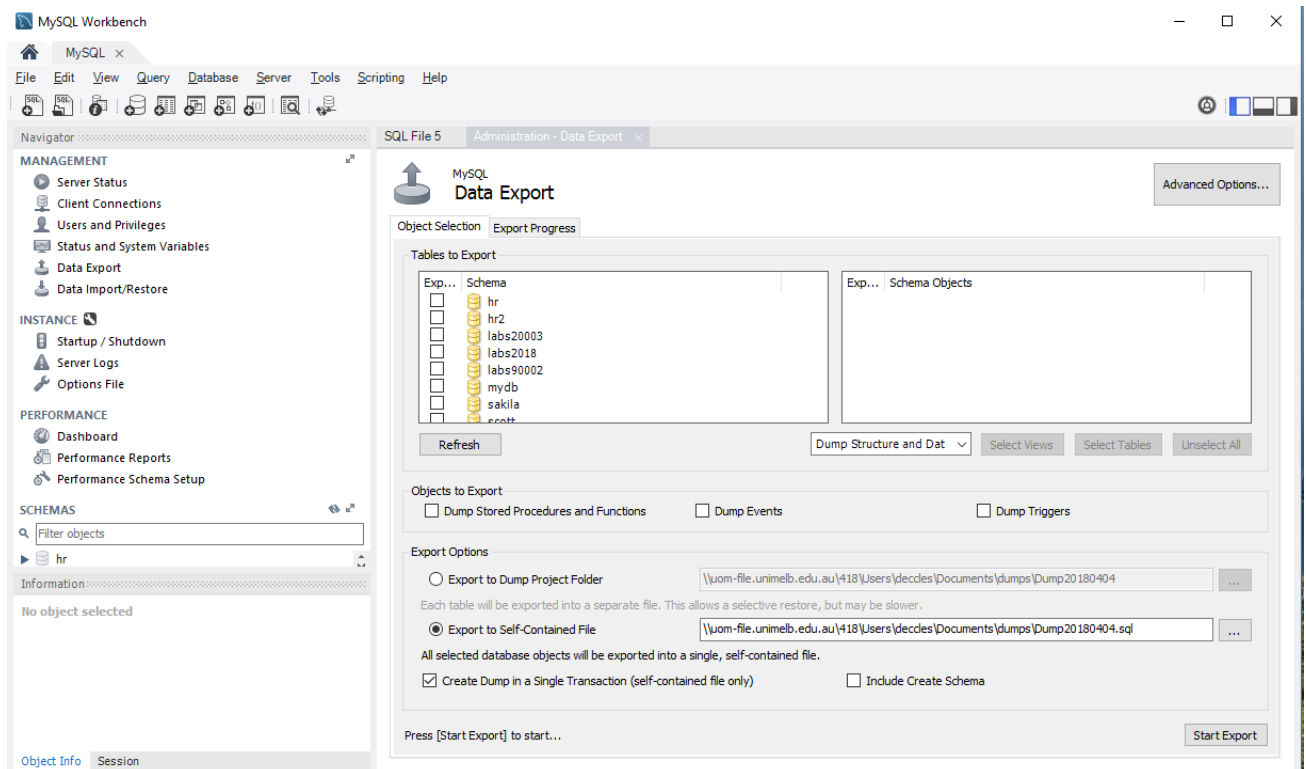 MySQL Workbench
MySQL
File Edit View Query Database Server Tools Scripting Help
Navigator
MANAGEMENT
Server Status
Client Connections
Users and Privileges
Status and System Variables
Data Export
Data Import/Restore
INSTANCE
Startup / Shutdown
Server Logs
Options File
PERFORMANCE
Dashboard
Performance Reports
Performance Schema Setup
SCHEMAS
Filter objects
hr
Information
No object selected
Object Info Session
SQL File 5 Administration - Data Export
MySQL
Data Export
Advanced Options...
Object Selection Export Progress
Tables to Export
Exp... Schema
hr
hr2
labs20003
labs2018
labs90002
mydb
sakila
scott
Exp... Schema Objects
Refresh Dump Structure and Dat Select Views Select Tables Unselect All
Objects to Export
Dump Stored Procedures and Functions Dump Events Dump Triggers
Export Options
Export to Dump Project Folder \\uom-file.unimelb.edu.au\418\Users\deccles\Documents\dumps\Dump20180404 ...
Each table will be exported into a separate file. This allows a selective restore, but may be slower.
Export to Self-Contained File \\uom-file.unimelb.edu.au\418\Users\deccles\Documents\dumps\Dump20180404.sql ...
All selected database objects will be exported into a single, self-contained file.
Create Dump in a Single Transaction (self-contained file only) Include Create Schema
Press [Start Export] to start... Start Export